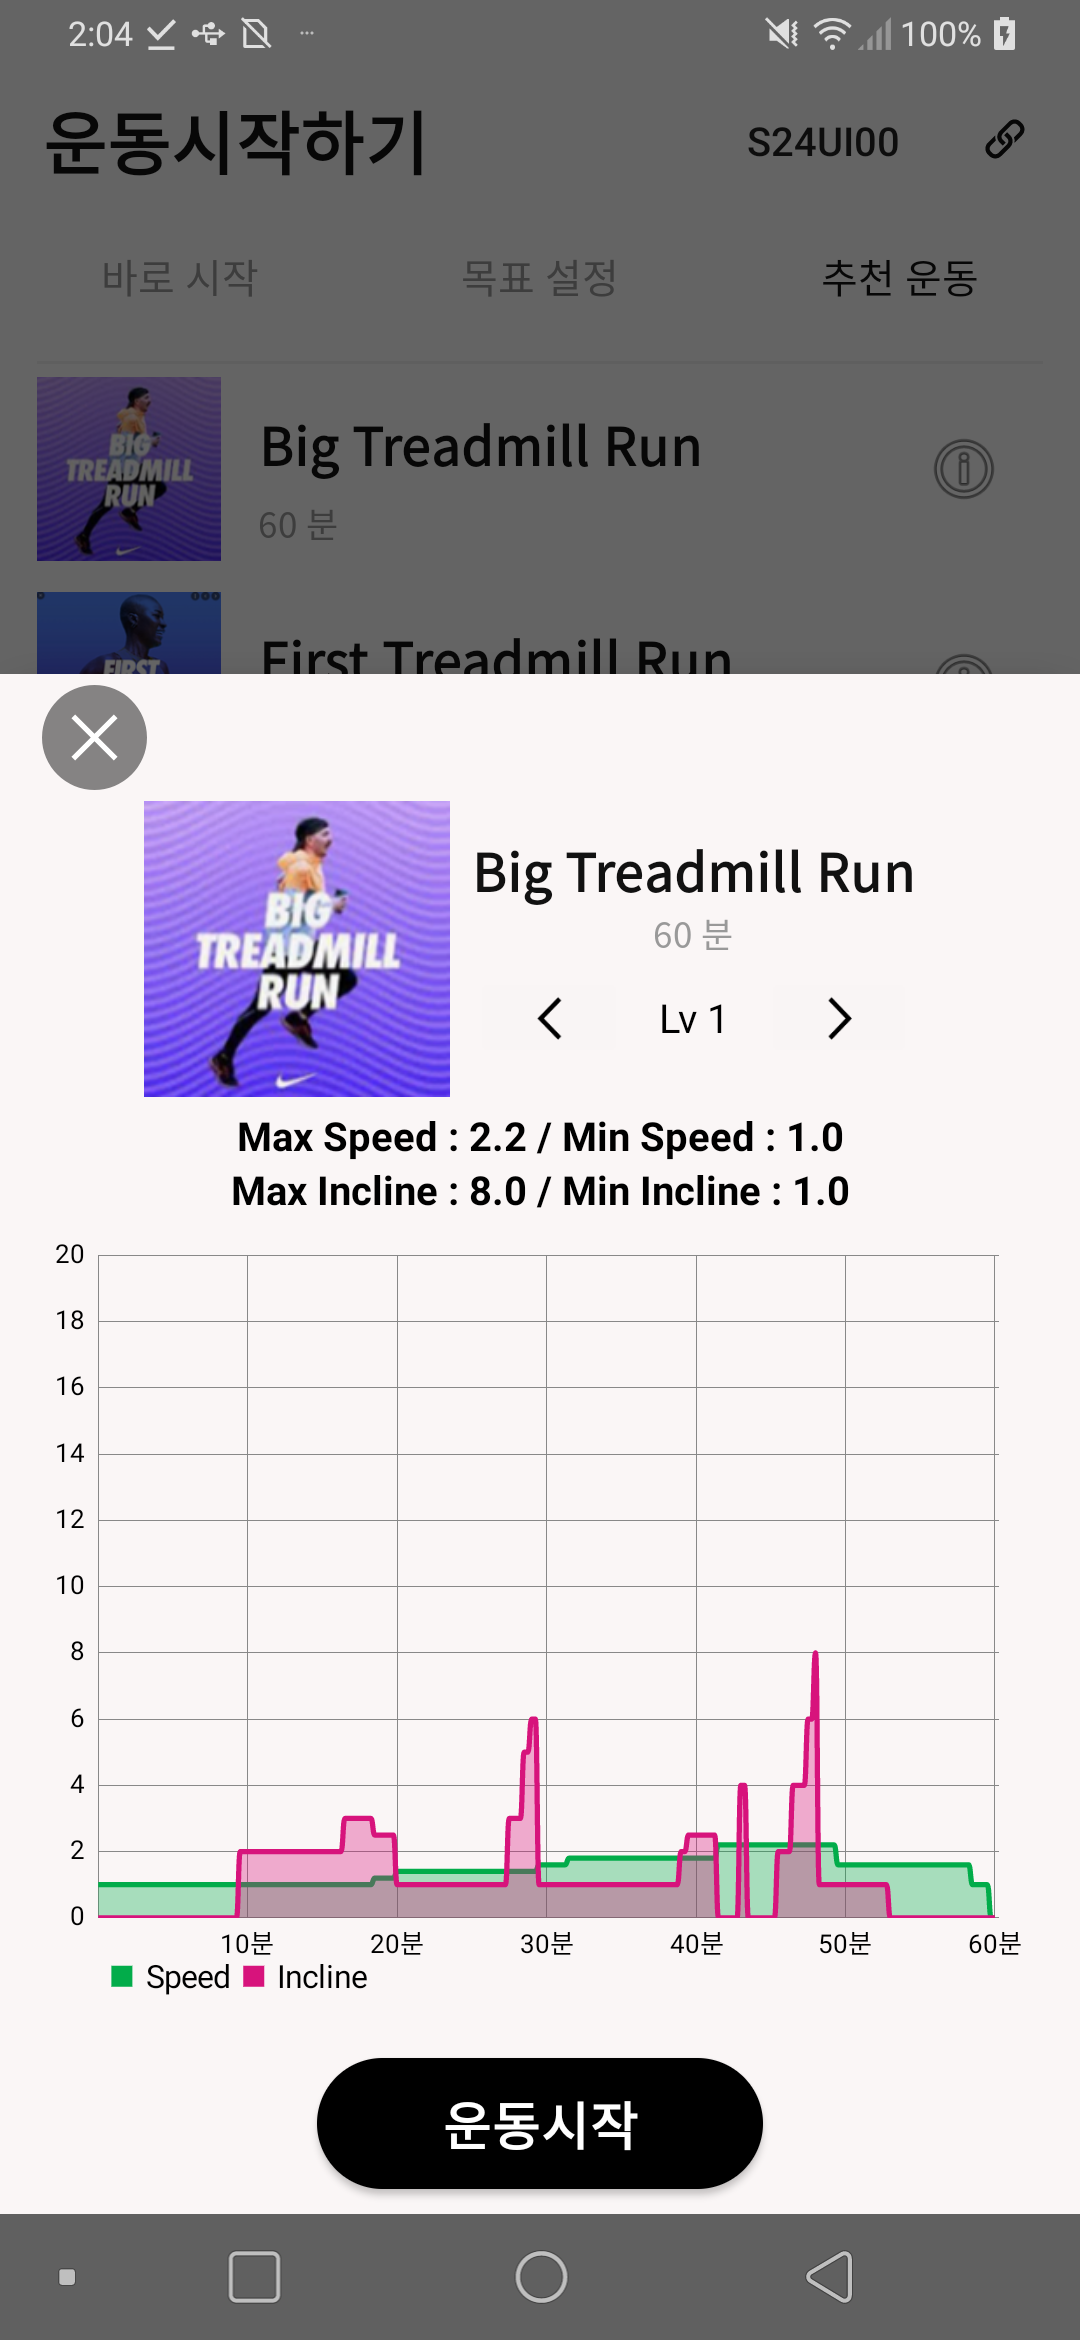 2:04 100%
운동시작하기 S24UI00
바로 시작 목표 설정 추천 운동
BIG
TREADMILL
RUN
Big Treadmill Run
60 분
FIRST
First Treadmill Run
BIG
TREADMILL
RUN
Big Treadmill Run
60 분
Lv 1
Max Speed : 2.2 / Min Speed : 1.0
Max Incline : 8.0 / Min Incline : 1.0
20
18
16
14
12
10
8
6
4
2
0
10분 20분 30분 40분 50분 60분
Speed Incline
운동시작